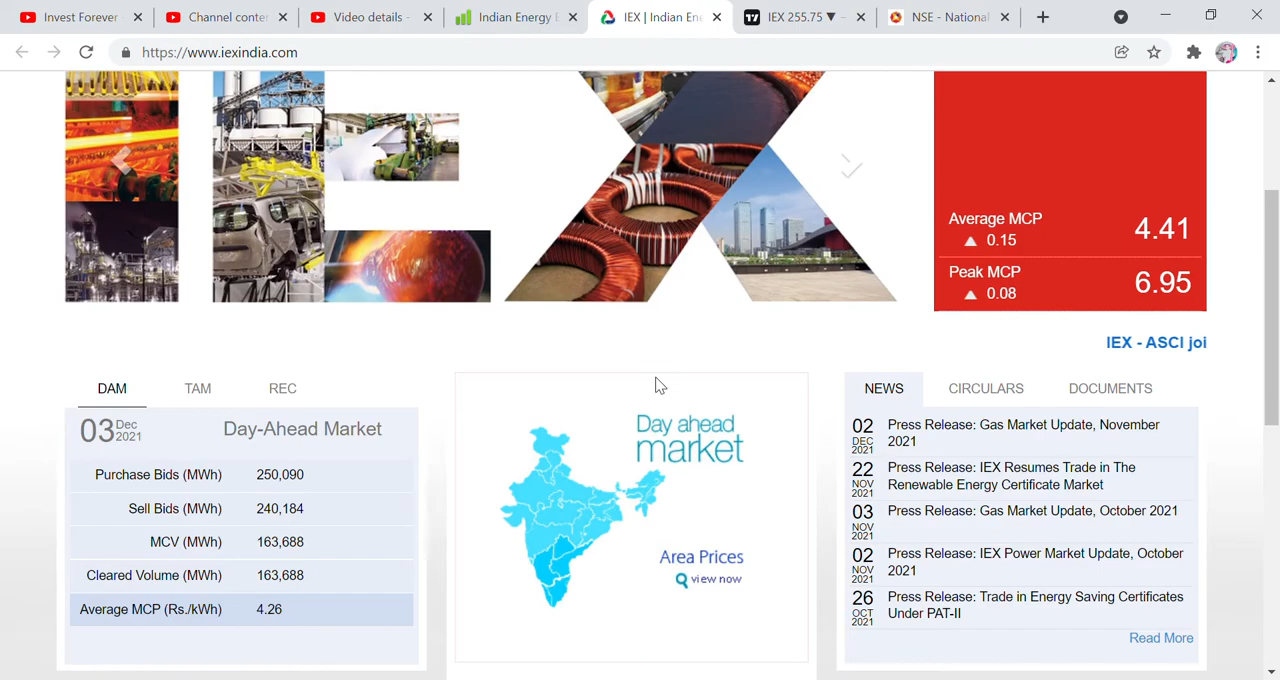 Invest Forever
Channel conte
Video details -
Indian Energy E
IEX | Indian Ene
IEX 255.75 ▼ −
NSE - National
https://www.iexindia.com
IEX
Average MCP
▲ 0.15
4.41
Peak MCP
▲ 0.08
6.95
IEX - ASCI joi
DAM TAM REC
03 Dec 2021
Day-Ahead Market
Purchase Bids (MWh) 250,090
Sell Bids (MWh) 240,184
MCV (MWh) 163,688
Cleared Volume (MWh) 163,688
Average MCP (Rs./kWh) 4.26
Day ahead
market
Area Prices
view now
NEWS CIRCULARS DOCUMENTS
02 DEC 2021
Press Release: Gas Market Update, November
2021
22 NOV 2021
Press Release: IEX Resumes Trade in The
Renewable Energy Certificate Market
03 NOV 2021
Press Release: Gas Market Update, October 2021
02 NOV 2021
Press Release: IEX Power Market Update, October
2021
26 OCT 2021
Press Release: Trade in Energy Saving Certificates
Under PAT-II
Read More